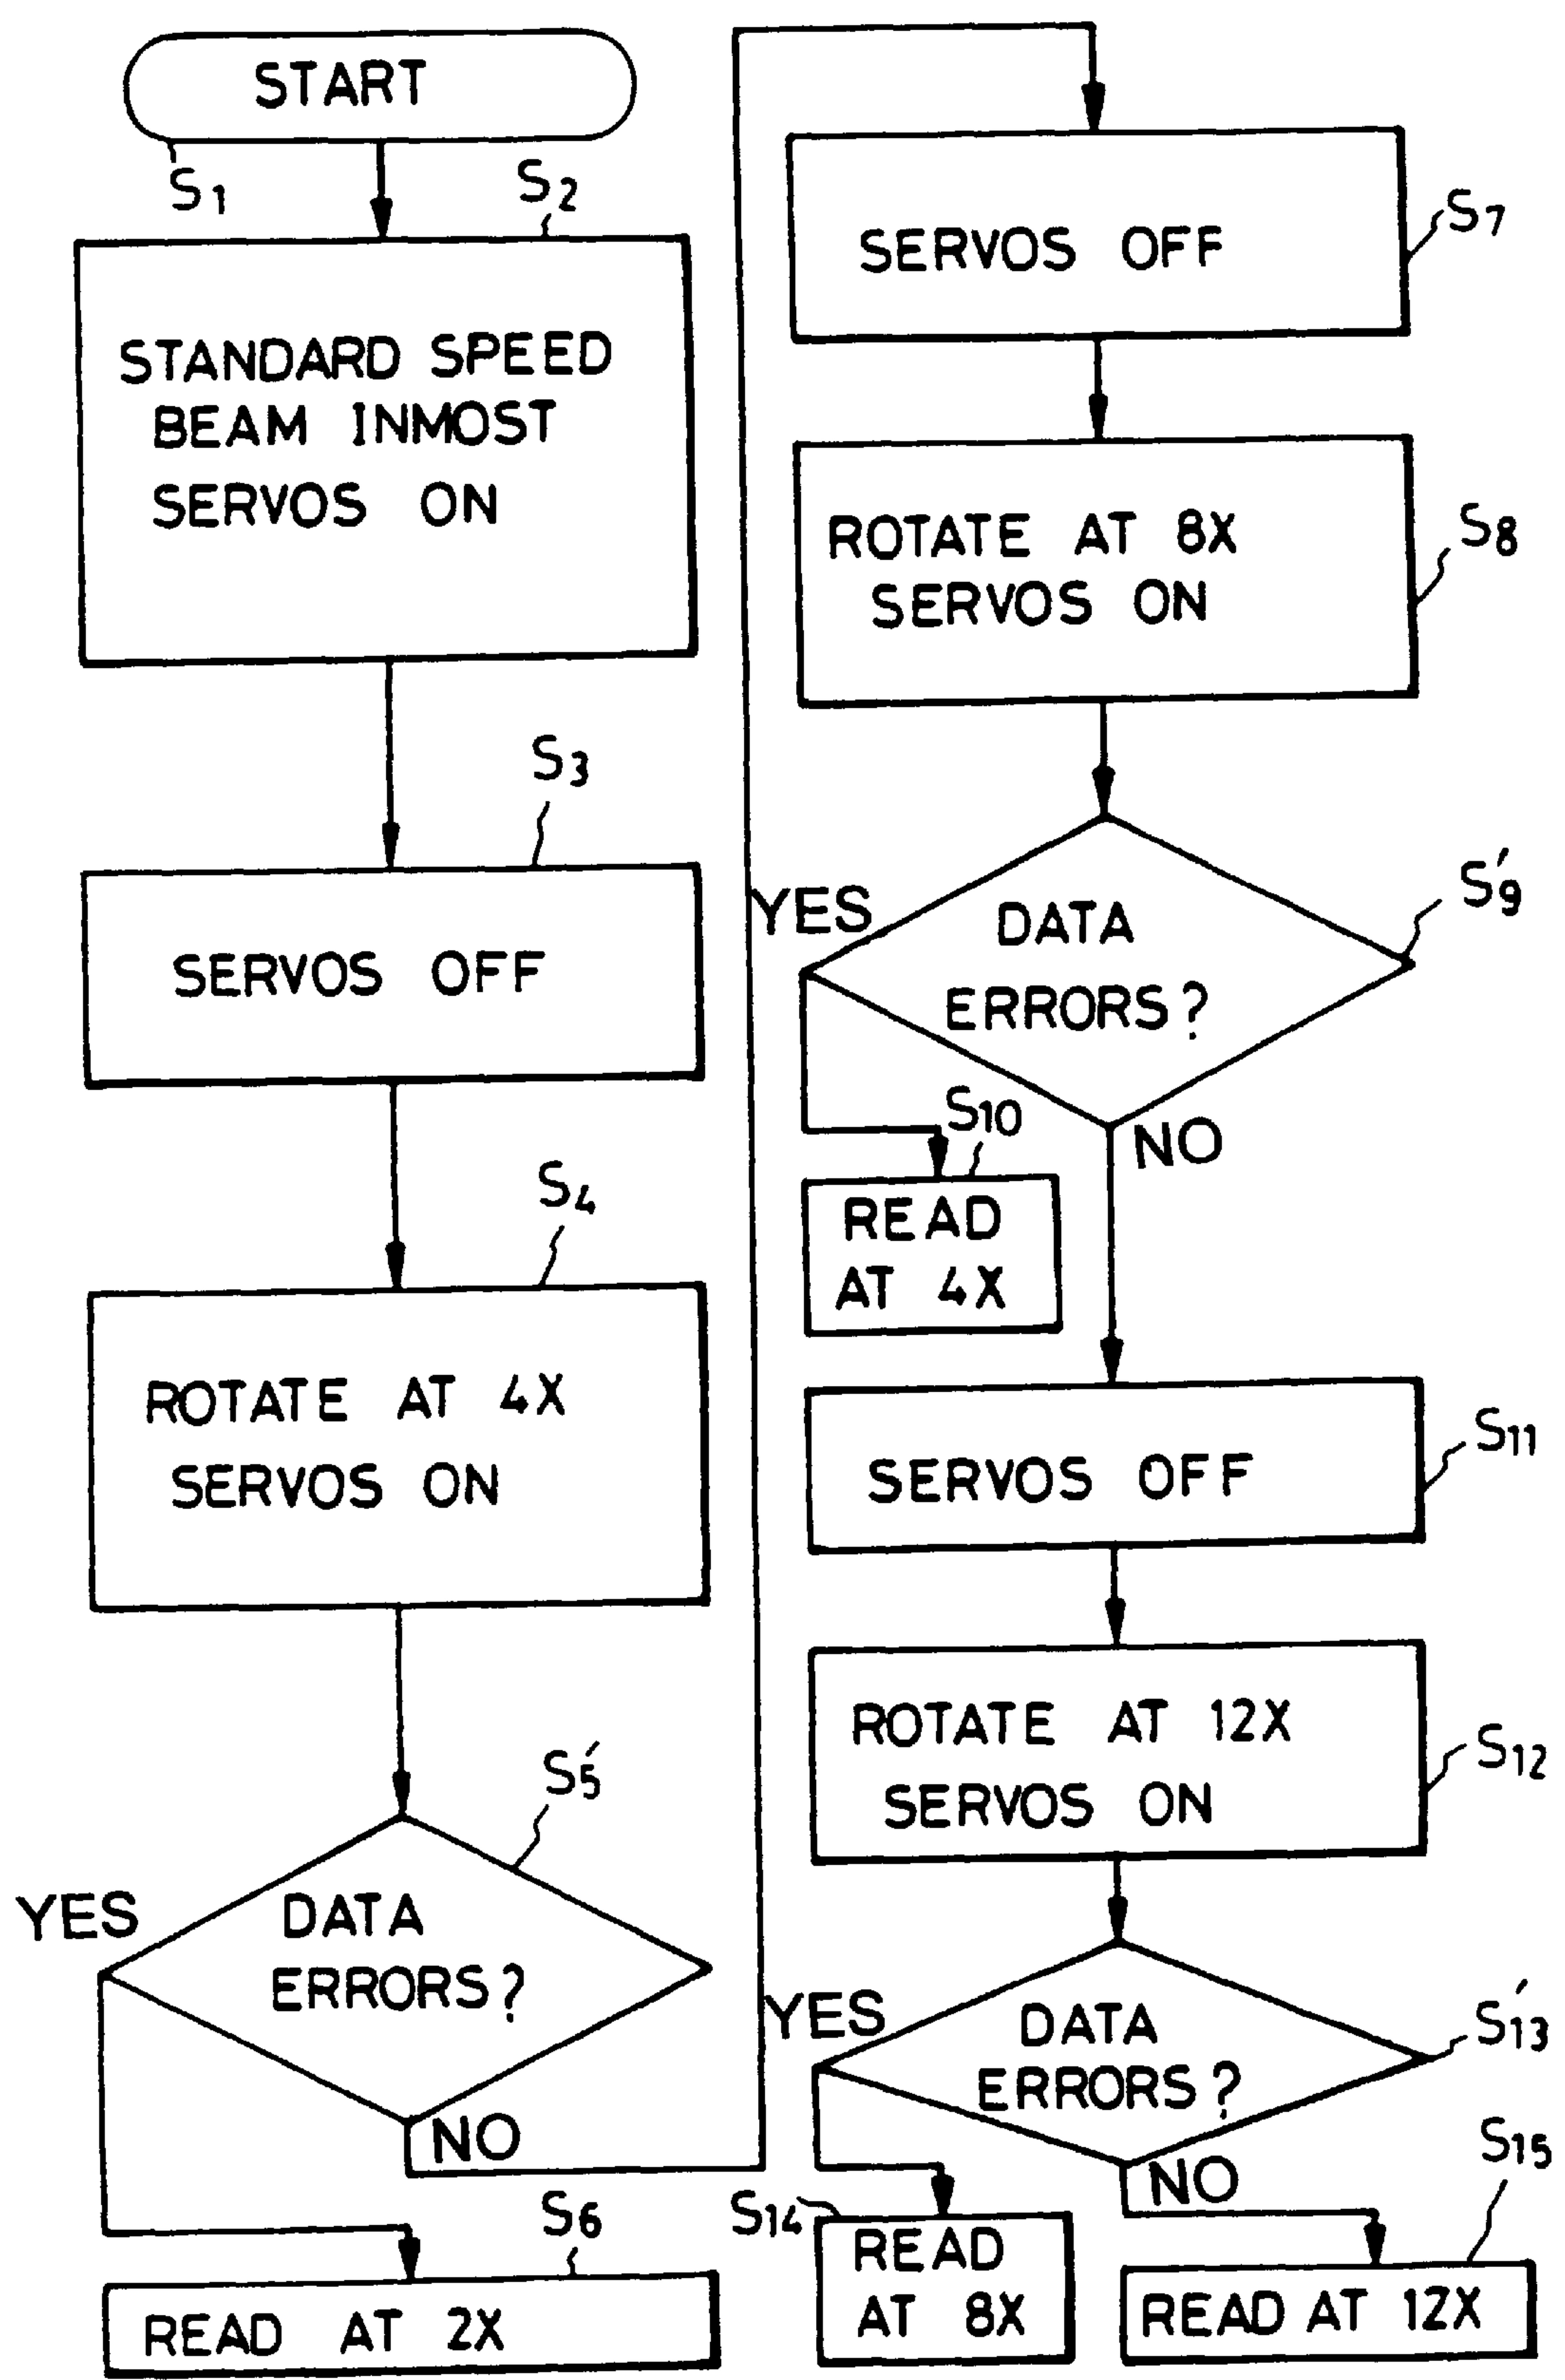 START
S1
S2
STANDARD SPEED
BEAM INMOST
SERVOS ON
S3
SERVOS OFF
S4
ROTATE AT 4X
SERVOS ON
S5'
YES
DATA
ERRORS?
NO
S6
READ AT 2X
SERVOS OFF
S7
ROTATE AT 8X
SERVOS ON
S8
YES
DATA
ERRORS?
S9'
S10
NO
READ
AT 4X
SERVOS OFF
S11
ROTATE AT 12X
SERVOS ON
S12
YES
DATA
ERRORS?
S13'
NO
S15
S14
READ
AT 8X
READ AT 12X